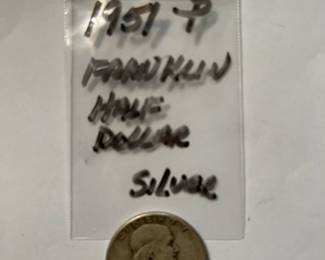 1951 P
FRANKLIN
HALF
DOLLAR
SILVER